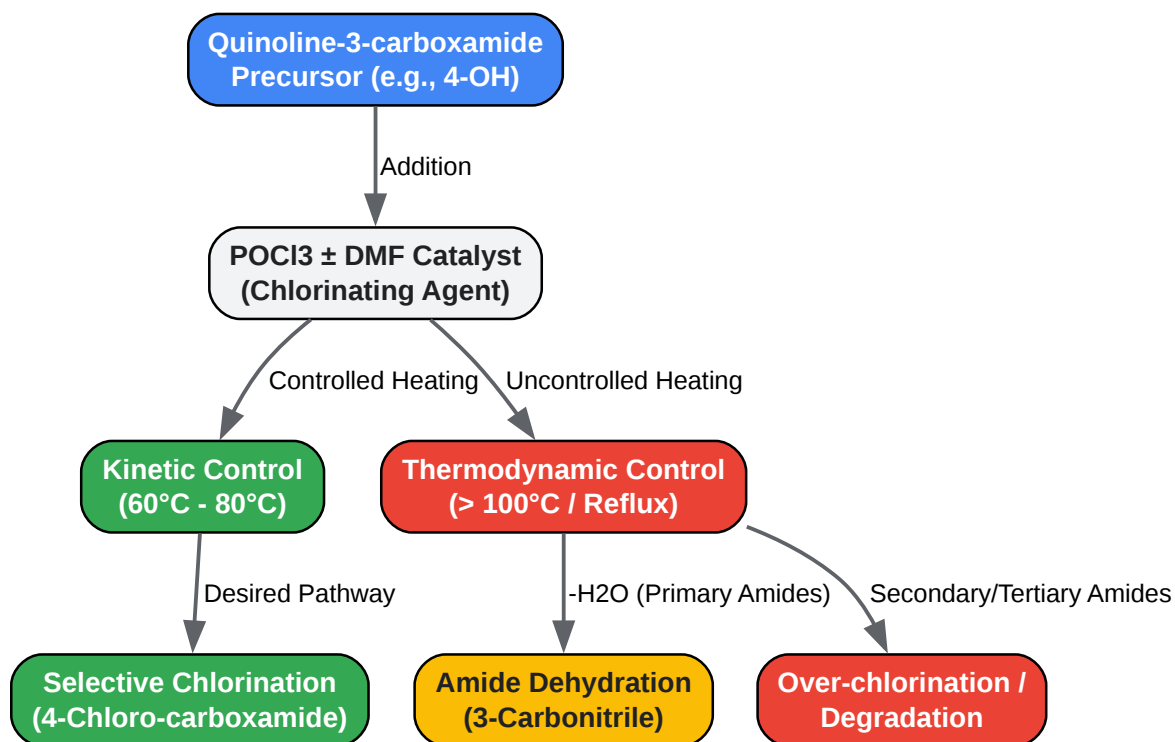 Quinoline-3-carboxamide
Precursor (e.g., 4-OH)
Addition
POCl3 ± DMF Catalyst
(Chlorinating Agent)
Controlled Heating
Uncontrolled Heating
Kinetic Control
(60°C - 80°C)
Thermodynamic Control
(> 100°C / Reflux)
Desired Pathway
-H2O (Primary Amides)
Secondary/Tertiary Amides
Selective Chlorination
(4-Chloro-carboxamide)
Amide Dehydration
(3-Carbonitrile)
Over-chlorination /
Degradation